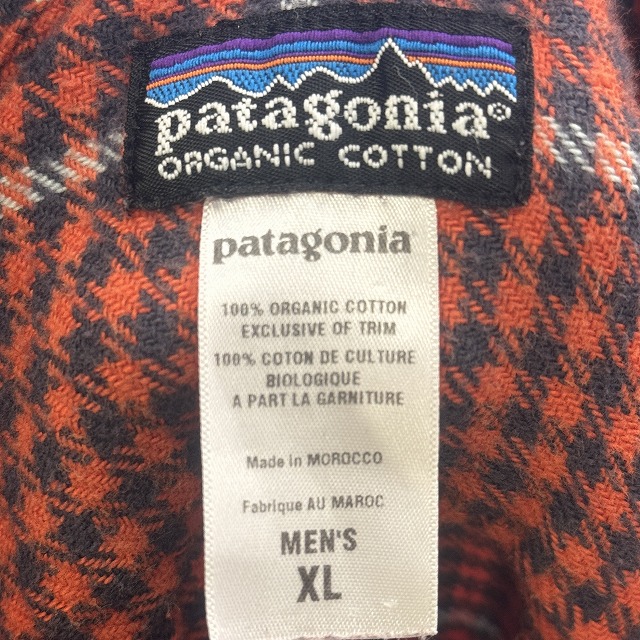 patagonia®
ORGANIC COTTON
patagonia
100% ORGANIC COTTON
EXCLUSIVE OF TRIM
100% COTON DE CULTURE
BIOLOGIQUE
A PART LA GARNITURE
Made in MOROCCO
Fabrique AU MAROC
MEN'S
XL